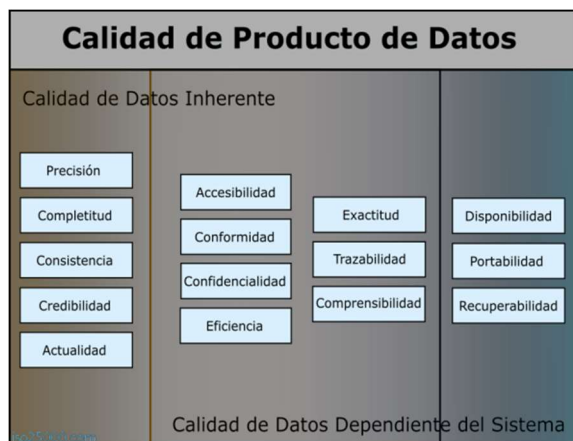 Calidad de Producto de Datos
Calidad de Datos Inherente
Precisión
Completitud
Consistencia
Credibilidad
Actualidad
Accesibilidad
Conformidad
Confidencialidad
Eficiencia
Exactitud
Trazabilidad
Comprensibilidad
Disponibilidad
Portabilidad
Recuperabilidad
Calidad de Datos Dependiente del Sistema